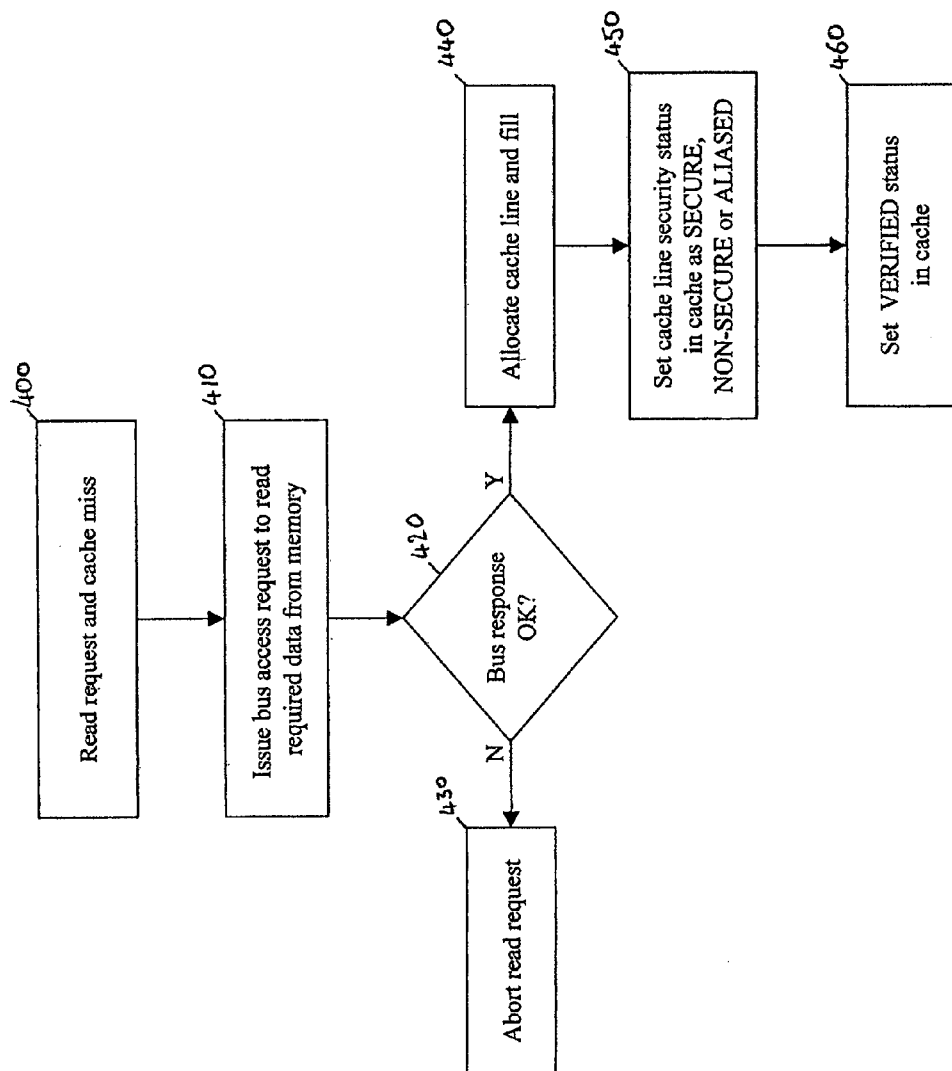 400
Read request and cache miss
410
Issue bus access request to read
required data from memory
420
Bus response
OK?
N
Y
430
Abort read request
440
Allocate cache line and fill
450
Set cache line security status
in cache as SECURE,
NON-SECURE or ALIASED
460
Set VERIFIED status
in cache